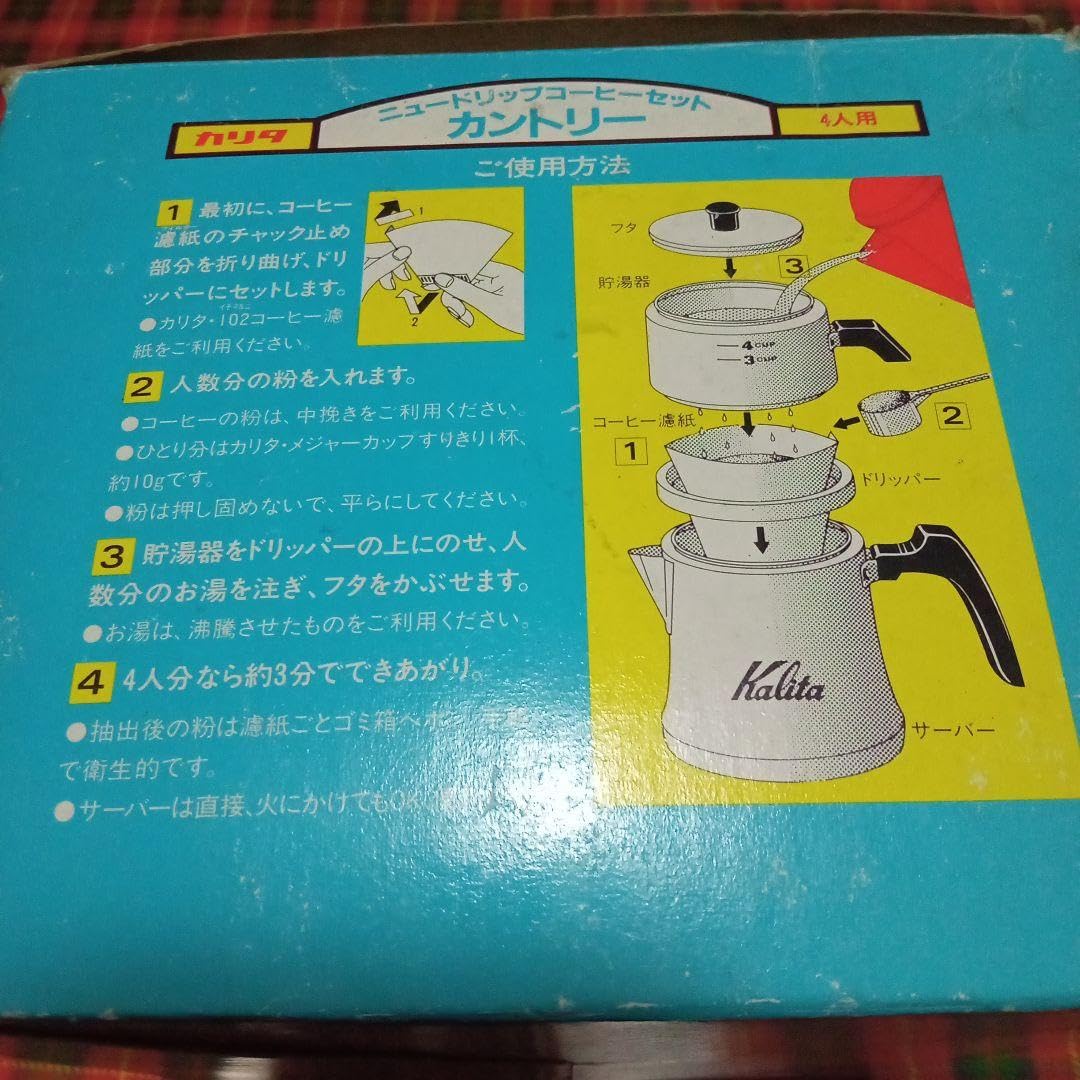 ニュードリップコーヒーセット
カリタ
カントリー
4人用
ご使用方法
1 最初に、コーヒー
濾紙のチャック止め
部分を折り曲げ、ドリ
ッパーにセットします。
●カリタ・102コーヒー濾
紙をご利用ください。
1
2
2 人数分の粉を入れます。
●コーヒーの粉は、中挽きをご利用ください。
●ひとり分はカリタ・メジャーカップすりきり1杯、
約10gです。
●粉は押し固めないで、平らにしてください。
3 貯湯器をドリッパーの上にのせ、人
数分のお湯を注ぎ、フタをかぶせます。
●お湯は、沸騰させたものをご利用ください。
4 4人分なら約3分でできあがり。
●抽出後の粉は濾紙ごとゴミ箱へポ
で衛生的です。
●サーバーは直接、火にかけてもOK
フタ
3
貯湯器
4CUP
3CUP
コーヒー濾紙
1
2
ドリッパー
Kalita
サーバー